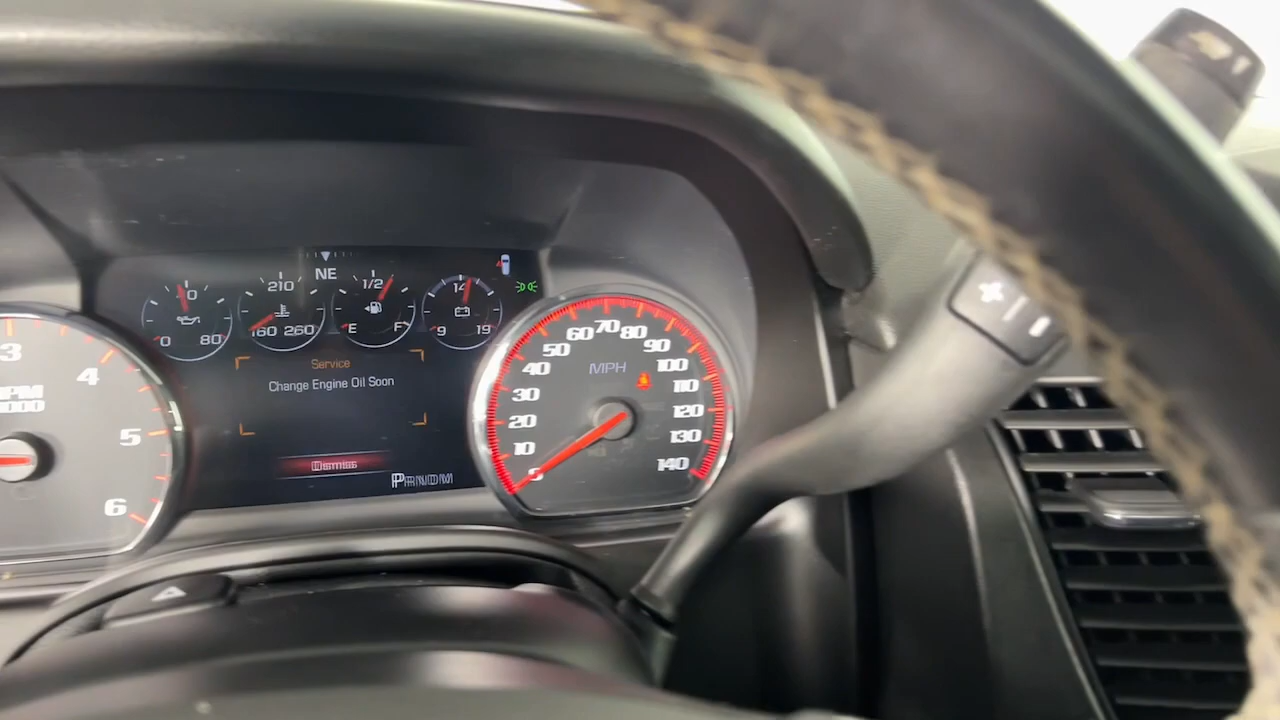 NE
40
0 80
210
160 260
1/2
E F
14
9 19
Service
Change Engine Oil Soon
Dismiss
PRNDM
3
4
5
6
RPM
x1000
MPH
0
10
20
30
40
50
60
70
80
90
100
110
120
130
140